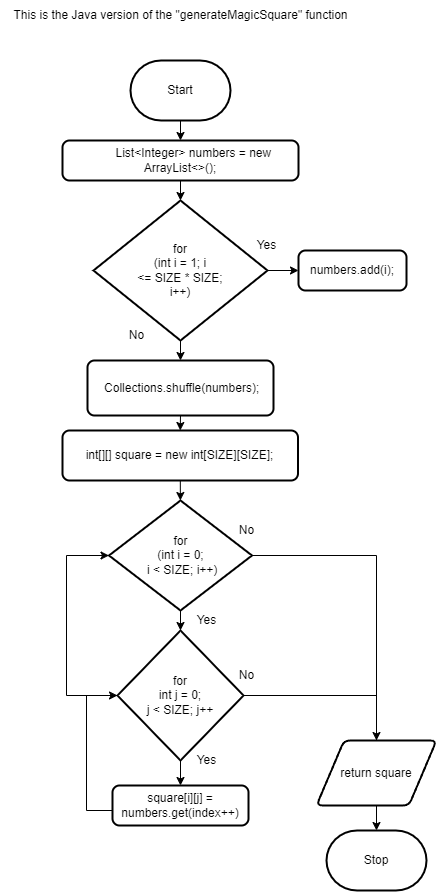 This is the Java version of the "generateMagicSquare" function
Start
List<Integer> numbers = new
ArrayList<>();
for
(int i = 1; i
<= SIZE * SIZE;
i++)
Yes
numbers.add(i);
No
Collections.shuffle(numbers);
int[][] square = new int[SIZE][SIZE];
for
(int i = 0;
i < SIZE; i++)
No
Yes
for
int j = 0;
j < SIZE; j++
No
Yes
square[i][j] =
numbers.get(index++)
return square
Stop